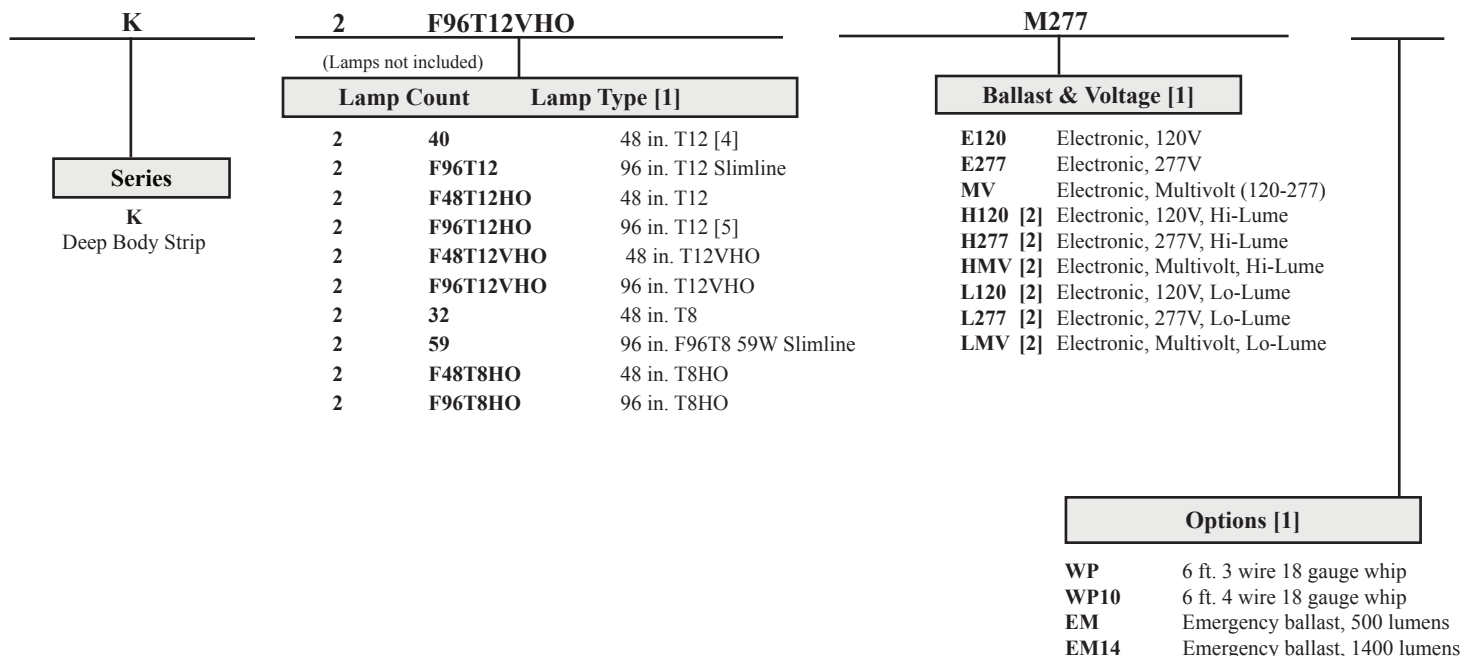 K 2 F96T12VHO M277
(Lamps not included)
Series
K
Deep Body Strip
Lamp Count Lamp Type [1]
2 40 48 in. T12 [4]
2 F96T12 96 in. T12 Slimline
2 F48T12HO 48 in. T12
2 F96T12HO 96 in. T12 [5]
2 F48T12VHO 48 in. T12VHO
2 F96T12VHO 96 in. T12VHO
2 32 48 in. T8
2 59 96 in. F96T8 59W Slimline
2 F48T8HO 48 in. T8HO
2 F96T8HO 96 in. T8HO
Ballast & Voltage [1]
E120 Electronic, 120V
E277 Electronic, 277V
MV Electronic, Multivolt (120-277)
H120 [2] Electronic, 120V, Hi-Lume
H277 [2] Electronic, 277V, Hi-Lume
HMV [2] Electronic, Multivolt, Hi-Lume
L120 [2] Electronic, 120V, Lo-Lume
L277 [2] Electronic, 277V, Lo-Lume
LMV [2] Electronic, Multivolt, Lo-Lume
Options [1]
WP 6 ft. 3 wire 18 gauge whip
WP10 6 ft. 4 wire 18 gauge whip
EM Emergency ballast, 500 lumens
EM14 Emergency ballast, 1400 lumens